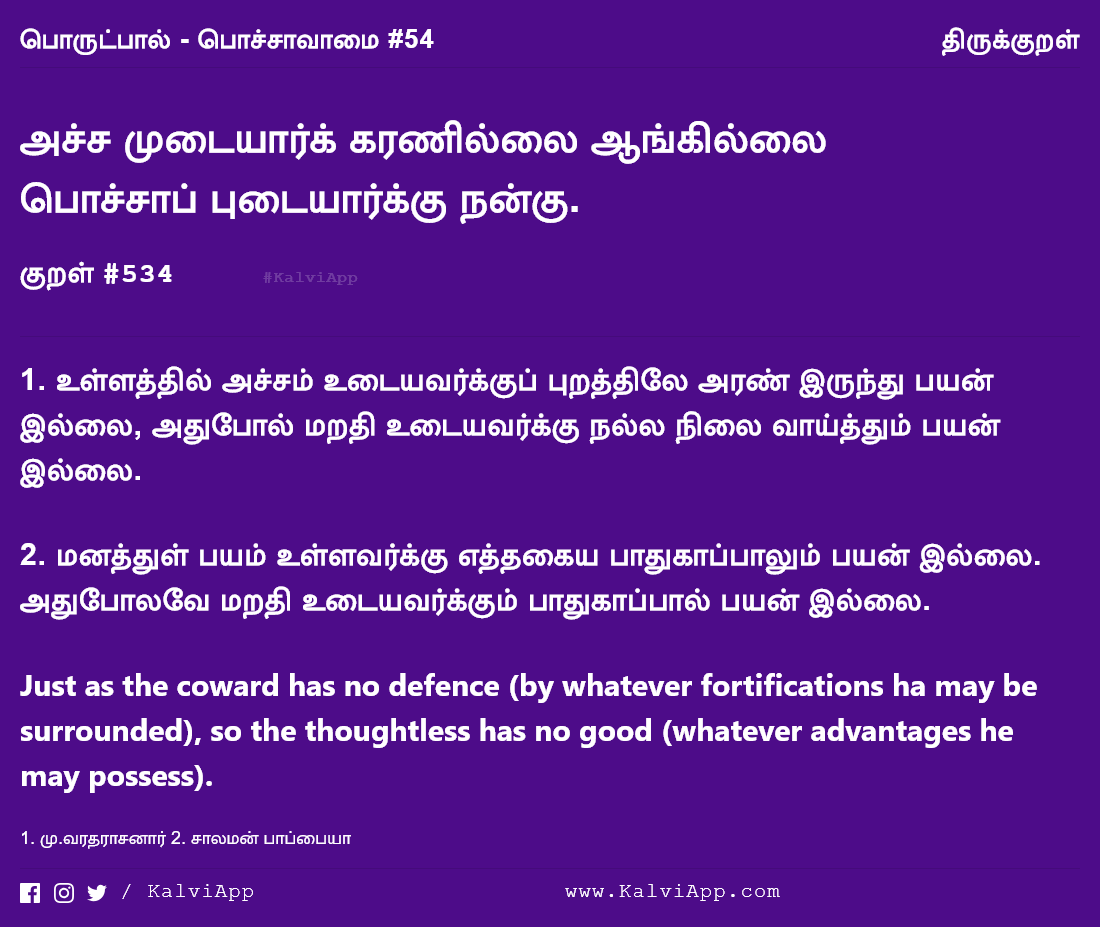 பொருட்பால் - பொச்சாவாமை #54 திருக்குறள்
அச்ச முடையார்க் கரணில்லை ஆங்கில்லை
பொச்சாப் புடையார்க்கு நன்கு.
குறள் #534 #KalviApp
1. உள்ளத்தில் அச்சம் உடையவர்க்குப் புறத்திலே அரண் இருந்து பயன்
இல்லை, அதுபோல் மறதி உடையவர்க்கு நல்ல நிலை வாய்த்தும் பயன்
இல்லை.
2. மனத்துள் பயம் உள்ளவர்க்கு எத்தகைய பாதுகாப்பாலும் பயன் இல்லை.
அதுபோலவே மறதி உடையவர்க்கும் பாதுகாப்பால் பயன் இல்லை.
Just as the coward has no defence (by whatever fortifications ha may be
surrounded), so the thoughtless has no good (whatever advantages he
may possess).
1. மு.வரதராசனார் 2. சாலமன் பாப்பையா
/ KalviApp www.KalviApp.com